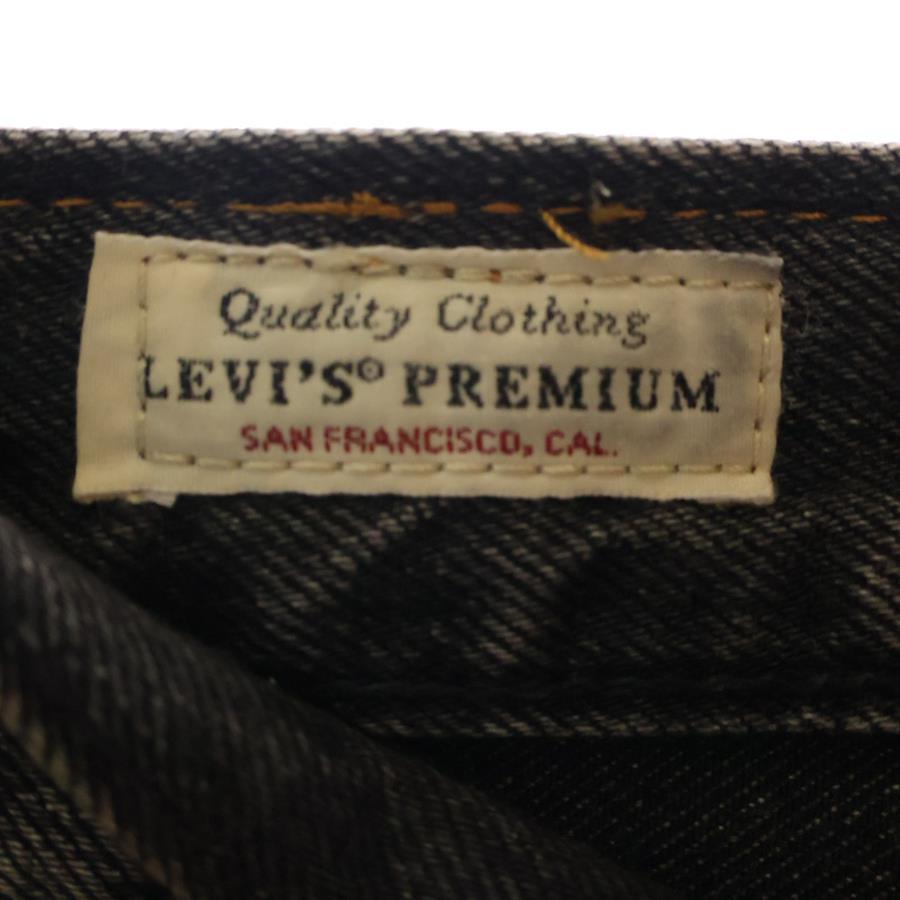 Quality Clothing
LEVI'S® PREMIUM
SAN FRANCISCO, CAL.